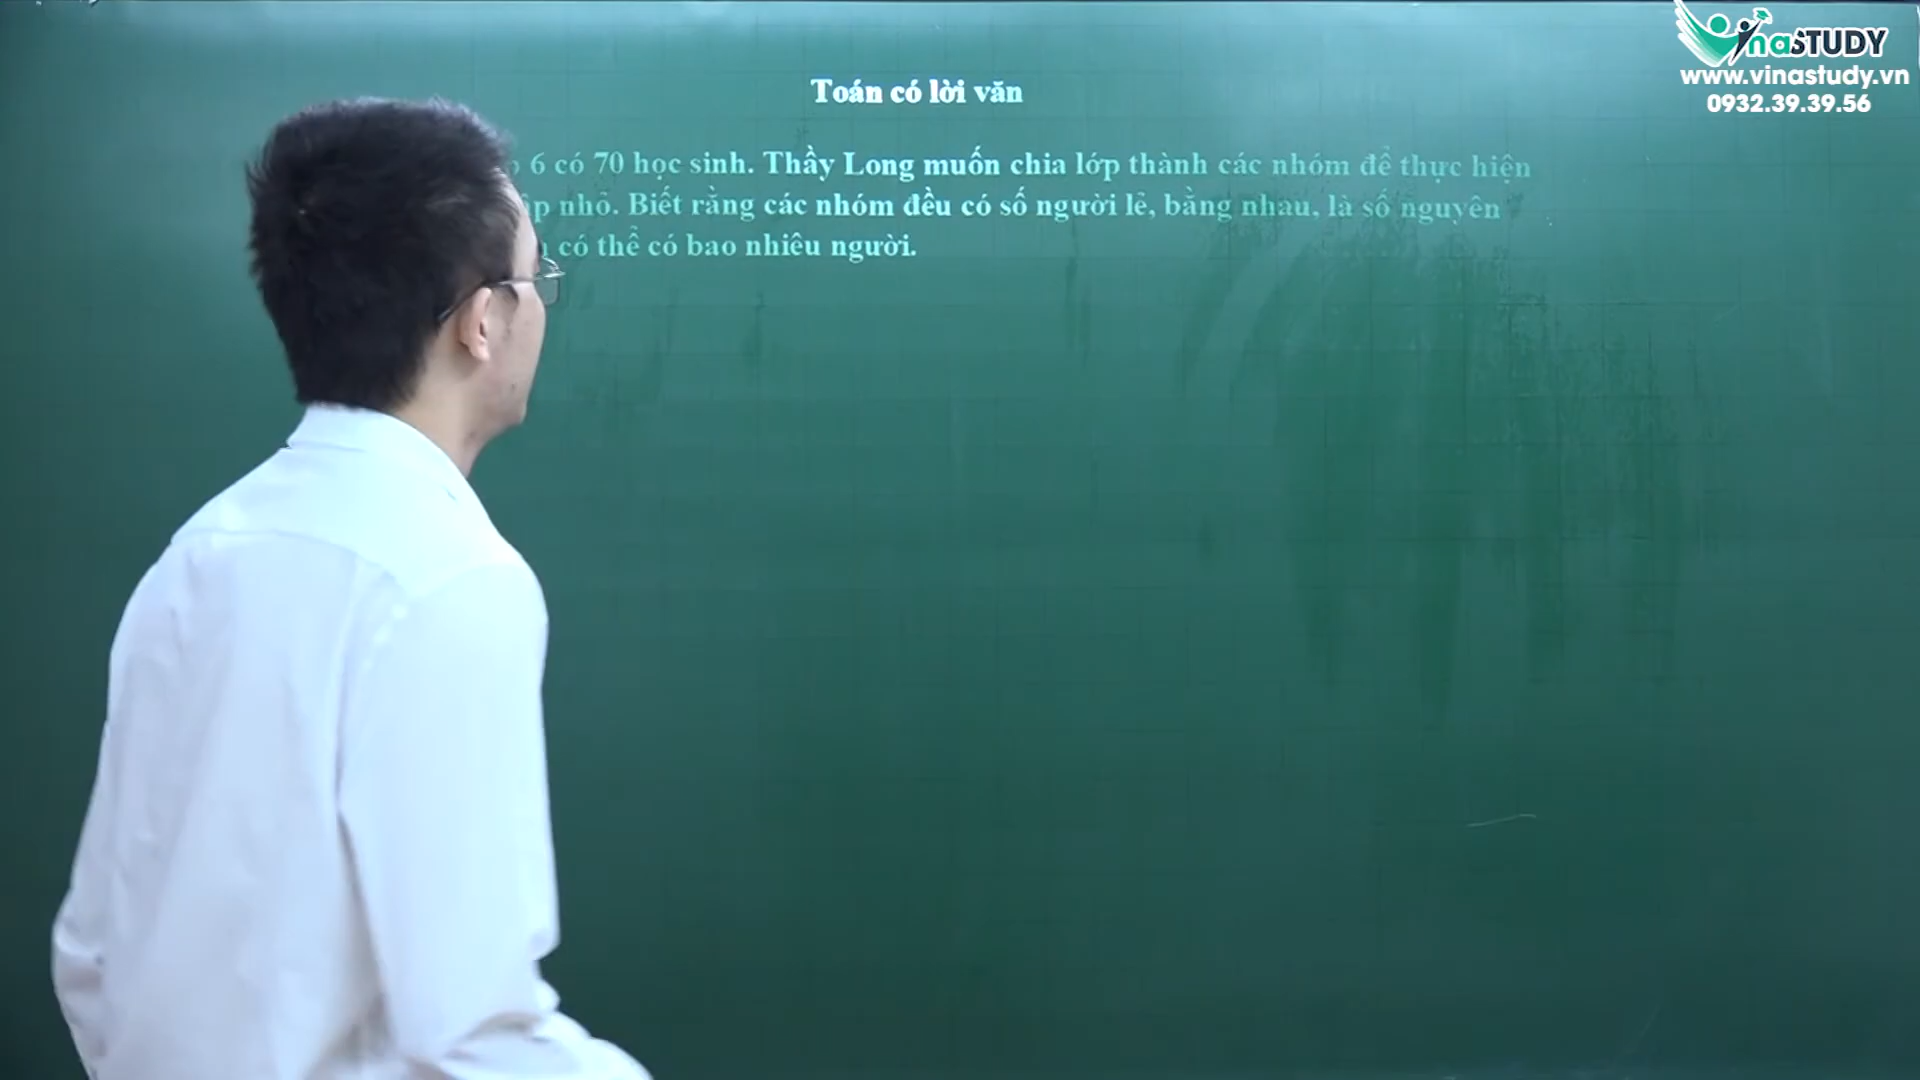 VinaSTUDY
www.vinastudy.vn
0932.39.39.56
Toán có lời văn
6 có 70 học sinh. Thầy Long muốn chia lớp thành các nhóm để thực hiện
nhỏ. Biết rằng các nhóm đều có số người lẻ, bằng nhau, là số nguyên
có thể có bao nhiêu người.